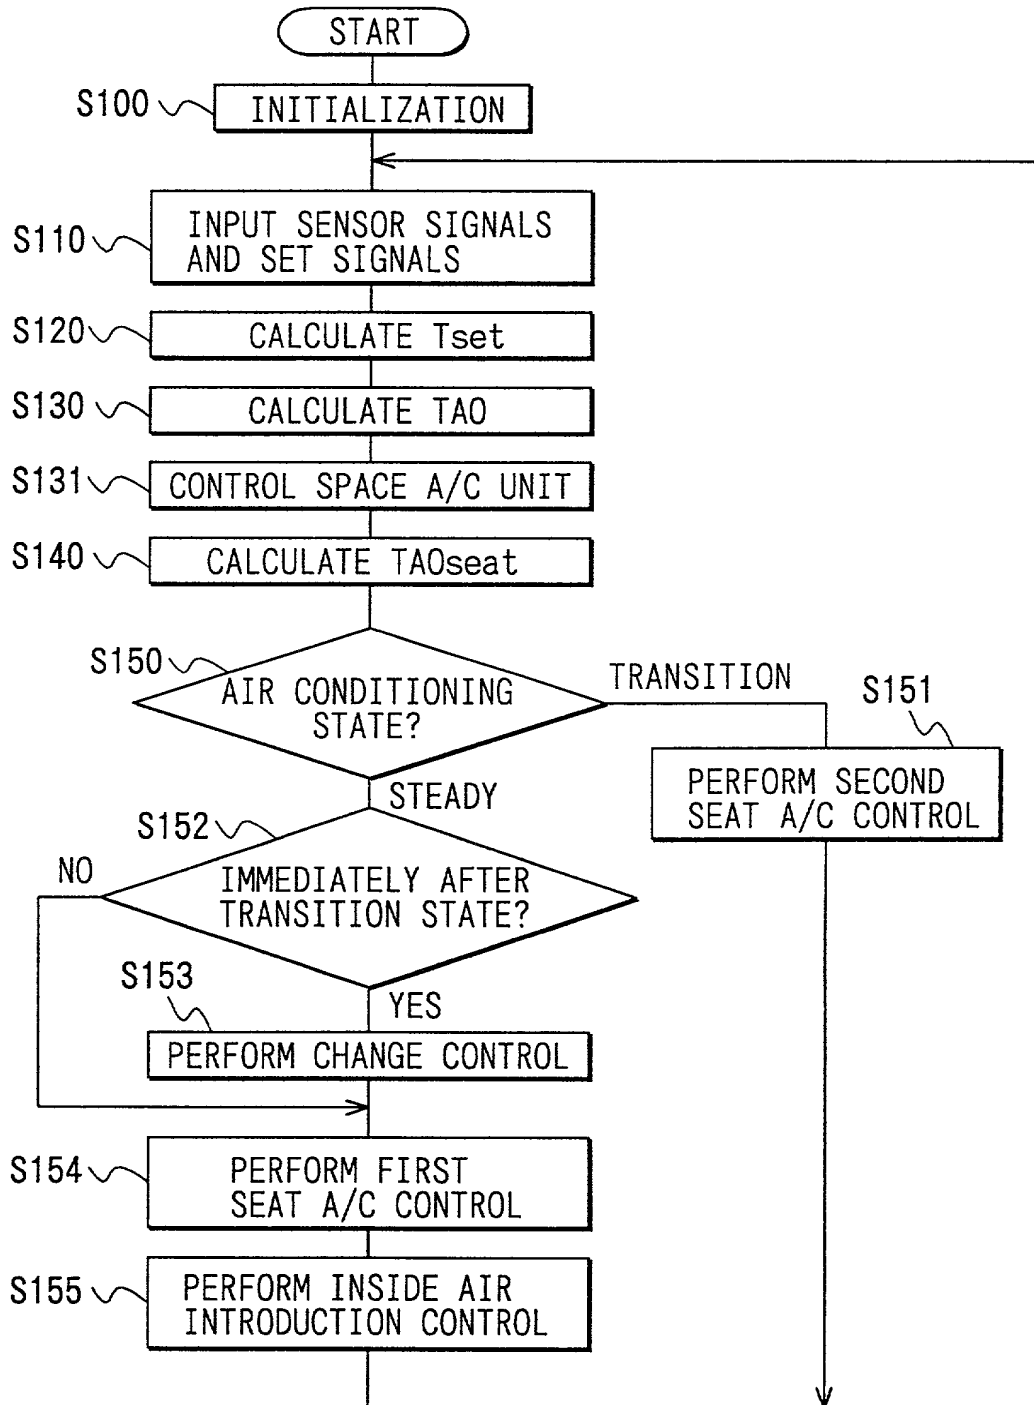 START
S100
INITIALIZATION
S110
INPUT SENSOR SIGNALS
AND SET SIGNALS
S120
CALCULATE Tset
S130
CALCULATE TAO
S131
CONTROL SPACE A/C UNIT
S140
CALCULATE TAOseat
S150
AIR CONDITIONING
STATE?
TRANSITION
S151
PERFORM SECOND
SEAT A/C CONTROL
STEADY
S152
NO
IMMEDIATELY AFTER
TRANSITION STATE?
YES
S153
PERFORM CHANGE CONTROL
S154
PERFORM FIRST
SEAT A/C CONTROL
S155
PERFORM INSIDE AIR
INTRODUCTION CONTROL